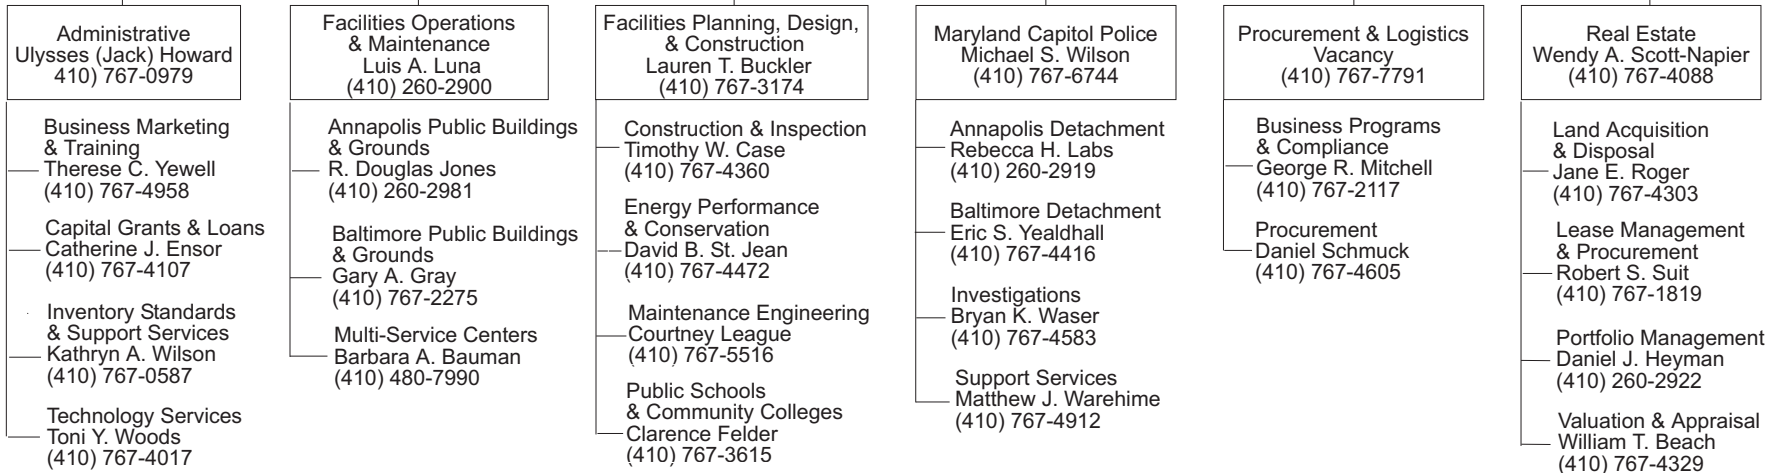 Administrative
Ulysses (Jack) Howard
410) 767-0979
Business Marketing
& Training
Therese C. Yewell
(410) 767-4958
Capital Grants & Loans
Catherine J. Ensor
(410) 767-4107
Inventory Standards
& Support Services
Kathryn A. Wilson
(410) 767-0587
Technology Services
Toni Y. Woods
(410) 767-4017
Facilities Operations
& Maintenance
Luis A. Luna
(410) 260-2900
Annapolis Public Buildings
& Grounds
R. Douglas Jones
(410) 260-2981
Baltimore Public Buildings
& Grounds
Gary A. Gray
(410) 767-2275
Multi-Service Centers
Barbara A. Bauman
(410) 480-7990
Facilities Planning, Design,
& Construction
Lauren T. Buckler
(410) 767-3174
Construction & Inspection
Timothy W. Case
(410) 767-4360
Energy Performance
& Conservation
David B. St. Jean
(410) 767-4472
Maintenance Engineering
Courtney League
(410) 767-5516
Public Schools
& Community Colleges
Clarence Felder
(410) 767-3615
Maryland Capitol Police
Michael S. Wilson
(410) 767-6744
Annapolis Detachment
Rebecca H. Labs
(410) 260-2919
Baltimore Detachment
Eric S. Yealdhall
(410) 767-4416
Investigations
Bryan K. Waser
(410) 767-4583
Support Services
Matthew J. Warehime
(410) 767-4912
Procurement & Logistics
Vacancy
(410) 767-7791
Business Programs
& Compliance
George R. Mitchell
(410) 767-2117
Procurement
Daniel Schmuck
(410) 767-4605
Real Estate
Wendy A. Scott-Napier
(410) 767-4088
Land Acquisition
& Disposal
Jane E. Roger
(410) 767-4303
Lease Management
& Procurement
Robert S. Suit
(410) 767-1819
Portfolio Management
Daniel J. Heyman
(410) 260-2922
Valuation & Appraisal
William T. Beach
(410) 767-4329